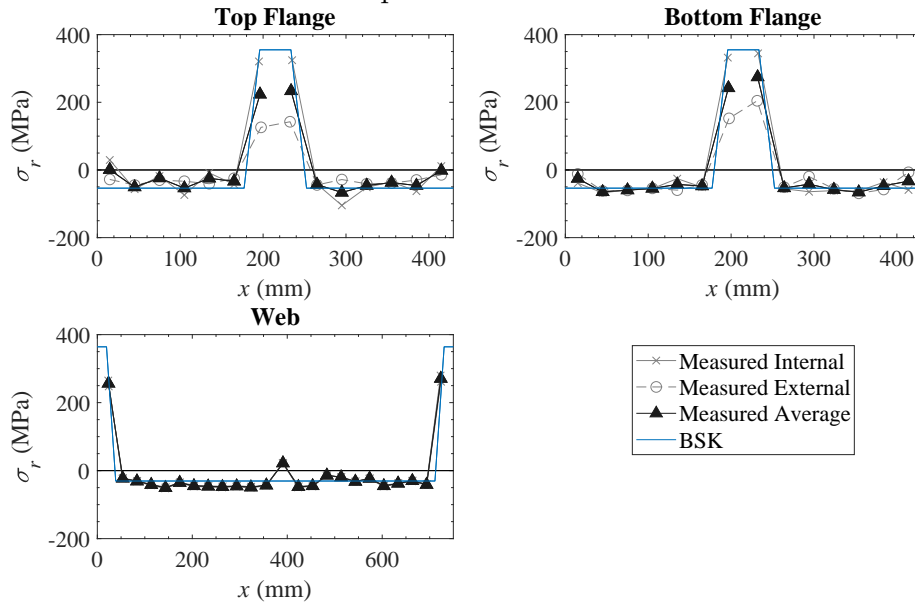 Top Flange
400
200
0
-200
0 100 200 300 400
σr (MPa)
x (mm)
Bottom Flange
400
200
0
-200
0 100 200 300 400
σr (MPa)
x (mm)
Web
400
200
0
-200
0 200 400 600
σr (MPa)
x (mm)
Measured Internal
Measured External
Measured Average
BSK